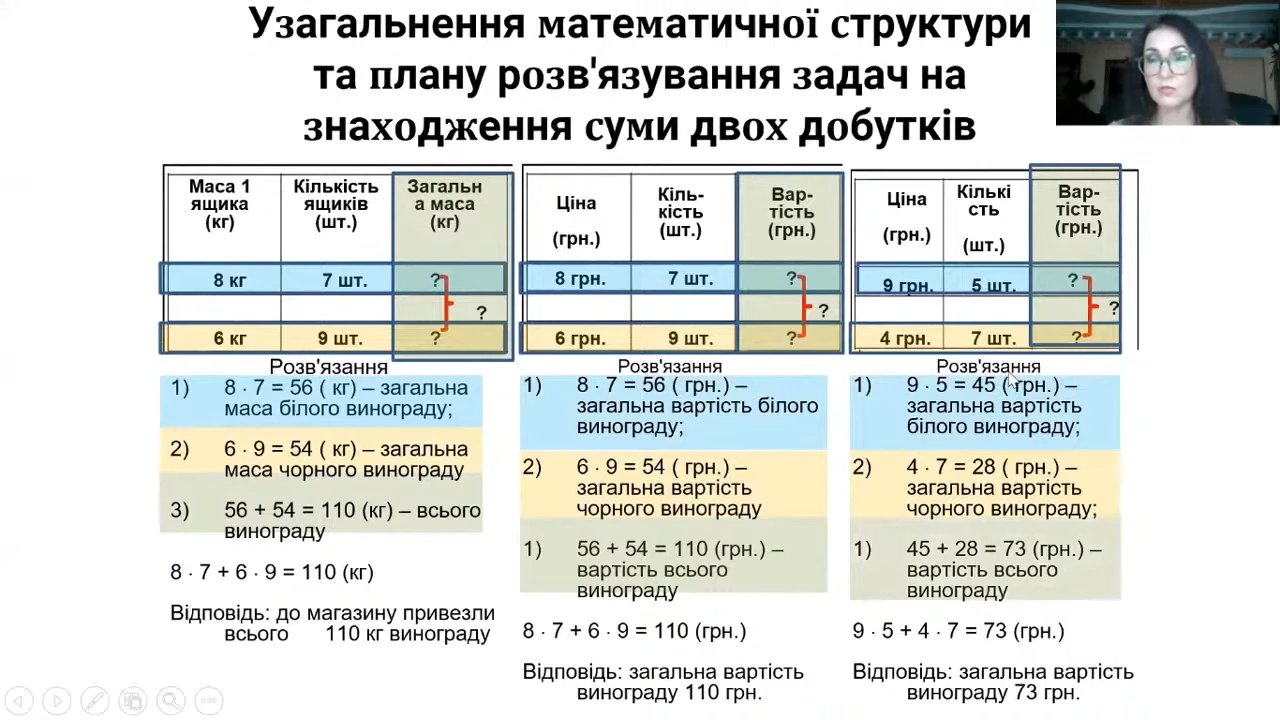 Узагальнення математичної структури
та плану розв'язування задач на
знаходження суми двох добутків
Маса 1 ящика (кг)
Кількість ящиків (шт.)
Загальн а маса (кг)
8 кг 7 шт. ?
?
6 кг 9 шт. ?
Розв'язання
1) 8 · 7 = 56 ( кг) – загальна
маса білого винограду;
2) 6 · 9 = 54 ( кг) – загальна
маса чорного винограду
3) 56 + 54 = 110 (кг) – всього
винограду
8 · 7 + 6 · 9 = 110 (кг)
Відповідь: до магазину привезли
всього 110 кг винограду
Ціна (грн.)
Кіль- кість (шт.)
Вар- тість (грн.)
8 грн. 7 шт. ?
?
6 грн. 9 шт. ?
Розв'язання
1) 8 · 7 = 56 ( грн.) –
загальна вартість білого
винограду;
2) 6 · 9 = 54 ( грн.) –
загальна вартість
чорного винограду
1) 56 + 54 = 110 (грн.) –
вартість всього
винограду
8 · 7 + 6 · 9 = 110 (грн.)
Відповідь: загальна вартість
винограду 110 грн.
Ціна (грн.)
Кількі сть (шт.)
Вар- тість (грн.)
9 грн. 5 шт. ?
?
4 грн. 7 шт. ?
Розв'язання
1) 9 · 5 = 45 ( грн.) –
загальна вартість
білого винограду;
2) 4 · 7 = 28 ( грн.) –
загальна вартість
чорного винограду;
1) 45 + 28 = 73 (грн.) –
вартість всього
винограду
9 · 5 + 4 · 7 = 73 (грн.)
Відповідь: загальна вартість
винограду 73 грн.